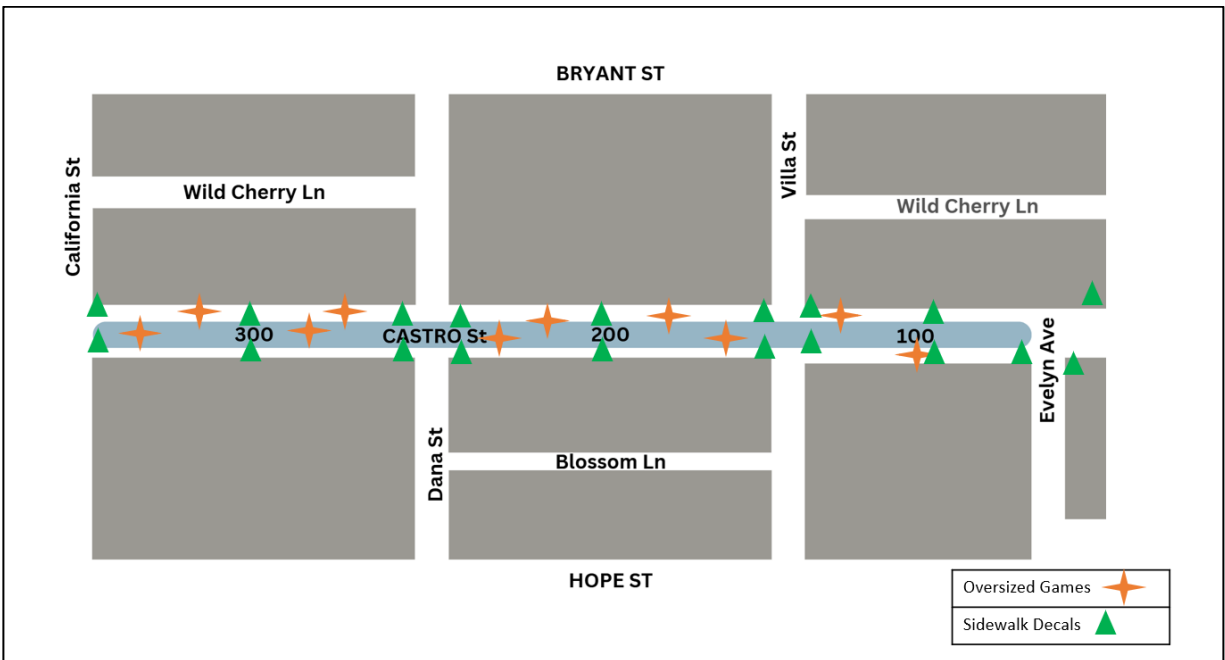 BRYANT ST
California St
Wild Cherry Ln
Villa St
Wild Cherry Ln
300
CASTRO St
200
100
Evelyn Ave
Dana St
Blossom Ln
HOPE ST
Oversized Games
Sidewalk Decals